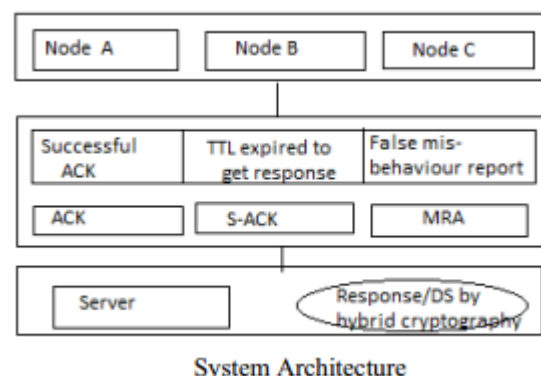 Node A
Node B
Node C
Successful
ACK
TTL expired to
get response
False mis-
behaviour report
ACK
S-ACK
MRA
Server
Response/DS by
hybrid cryptography
System Architecture